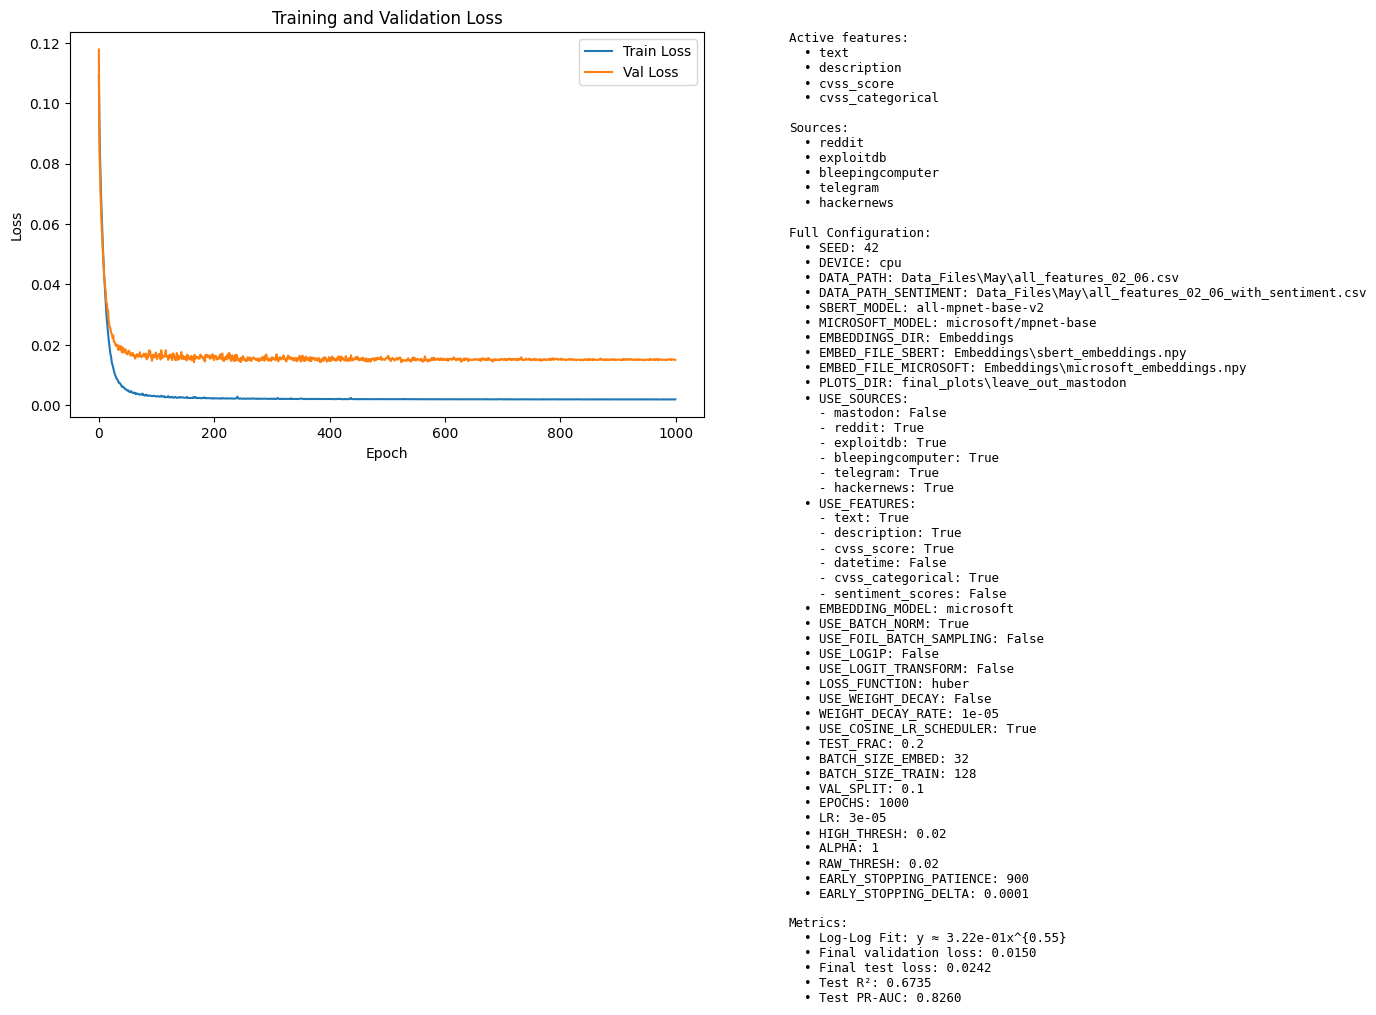 Training and Validation Loss
Train Loss
Val Loss
0.12
0.10
0.08
0.06
0.04
0.02
0.00
Loss
0
200
400
600
800
1000
Epoch
Active features:
• text
• description
• cvss_score
• cvss_categorical
Sources:
• reddit
• exploitdb
• bleepingcomputer
• telegram
• hackernews
Full Configuration:
• SEED: 42
• DEVICE: cpu
• DATA_PATH: Data_Files\May\all_features_02_06.csv
• DATA_PATH_SENTIMENT: Data_Files\May\all_features_02_06_with_sentiment.csv
• SBERT_MODEL: all-mpnet-base-v2
• MICROSOFT_MODEL: microsoft/mpnet-base
• EMBEDDINGS_DIR: Embeddings
• EMBED_FILE_SBERT: Embeddings\sbert_embeddings.npy
• EMBED_FILE_MICROSOFT: Embeddings\microsoft_embeddings.npy
• PLOTS_DIR: final_plots\leave_out_mastodon
• USE_SOURCES:
- mastodon: False
- reddit: True
- exploitdb: True
- bleepingcomputer: True
- telegram: True
- hackernews: True
• USE_FEATURES:
- text: True
- description: True
- cvss_score: True
- datetime: False
- cvss_categorical: True
- sentiment_scores: False
• EMBEDDING_MODEL: microsoft
• USE_BATCH_NORM: True
• USE_FOIL_BATCH_SAMPLING: False
• USE_LOG1P: False
• USE_LOGIT_TRANSFORM: False
• LOSS_FUNCTION: huber
• USE_WEIGHT_DECAY: False
• WEIGHT_DECAY_RATE: 1e-05
• USE_COSINE_LR_SCHEDULER: True
• TEST_FRAC: 0.2
• BATCH_SIZE_EMBED: 32
• BATCH_SIZE_TRAIN: 128
• VAL_SPLIT: 0.1
• EPOCHS: 1000
• LR: 3e-05
• HIGH_THRESH: 0.02
• ALPHA: 1
• RAW_THRESH: 0.02
• EARLY_STOPPING_PATIENCE: 900
• EARLY_STOPPING_DELTA: 0.0001
Metrics:
• Log-Log Fit: y ≈ 3.22e-01x^{0.55}
• Final validation loss: 0.0150
• Final test loss: 0.0242
• Test R²: 0.6735
• Test PR-AUC: 0.8260